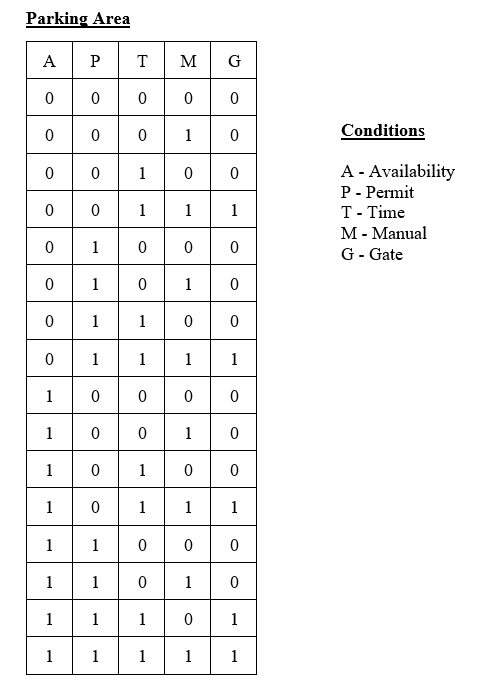 Parking Area
A P T M G
0 0 0 0 0
0 0 0 1 0
0 0 1 0 0
0 0 1 1 1
0 1 0 0 0
0 1 0 1 0
0 1 1 0 0
0 1 1 1 1
1 0 0 0 0
1 0 0 1 0
1 0 1 0 0
1 0 1 1 1
1 1 0 0 0
1 1 0 1 0
1 1 1 0 1
1 1 1 1 1
Conditions
A - Availability
P - Permit
T - Time
M - Manual
G - Gate